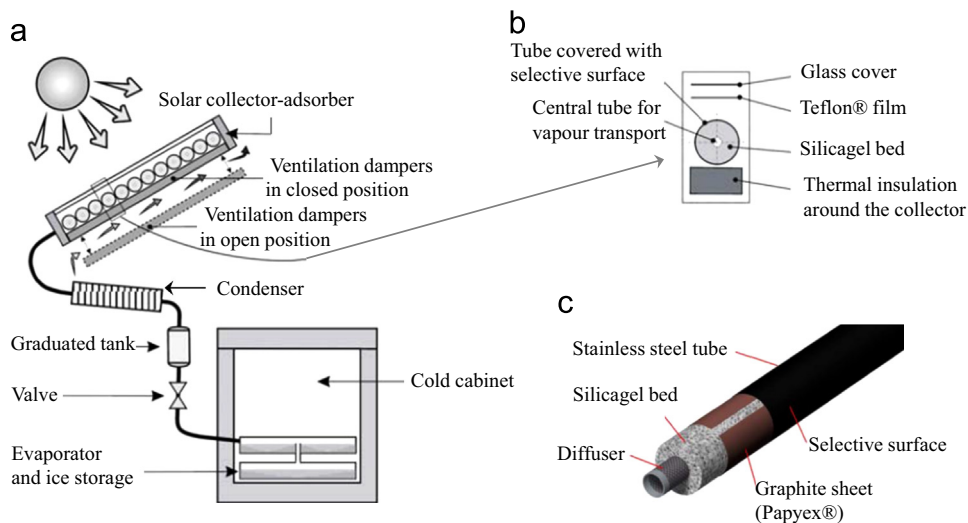 a
Solar collector-adsorber
Ventilation dampers
in closed position
Ventilation dampers
in open position
Condenser
Graduated tank
Valve
Cold cabinet
Evaporator
and ice storage
b
Tube covered with
selective surface
Central tube for
vapour transport
Glass cover
Teflon® film
Silicagel bed
Thermal insulation
around the collector
c
Stainless steel tube
Silicagel bed
Diffuser
Selective surface
Graphite sheet
(Papyex®)